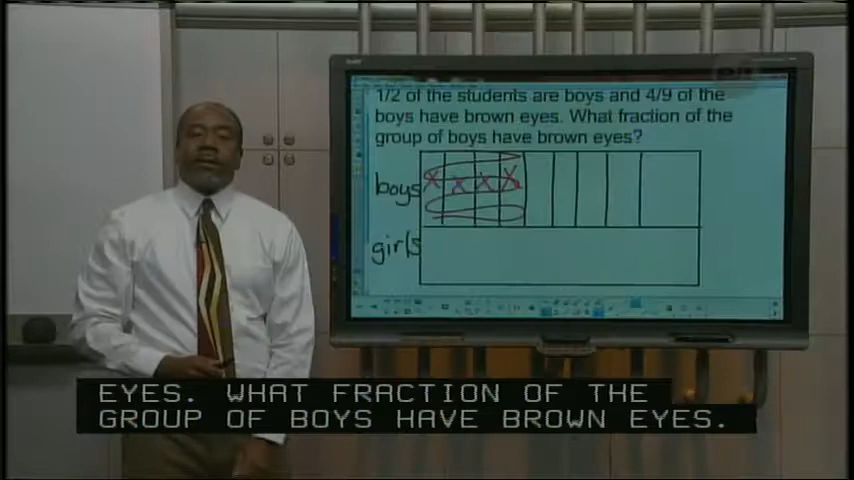 1/2 of the students are boys and 4/9 of the
boys have brown eyes. What fraction of the
group of boys have brown eyes?
boys X X X X
girls
EYES. WHAT FRACTION OF THE
GROUP OF BOYS HAVE BROWN EYES.